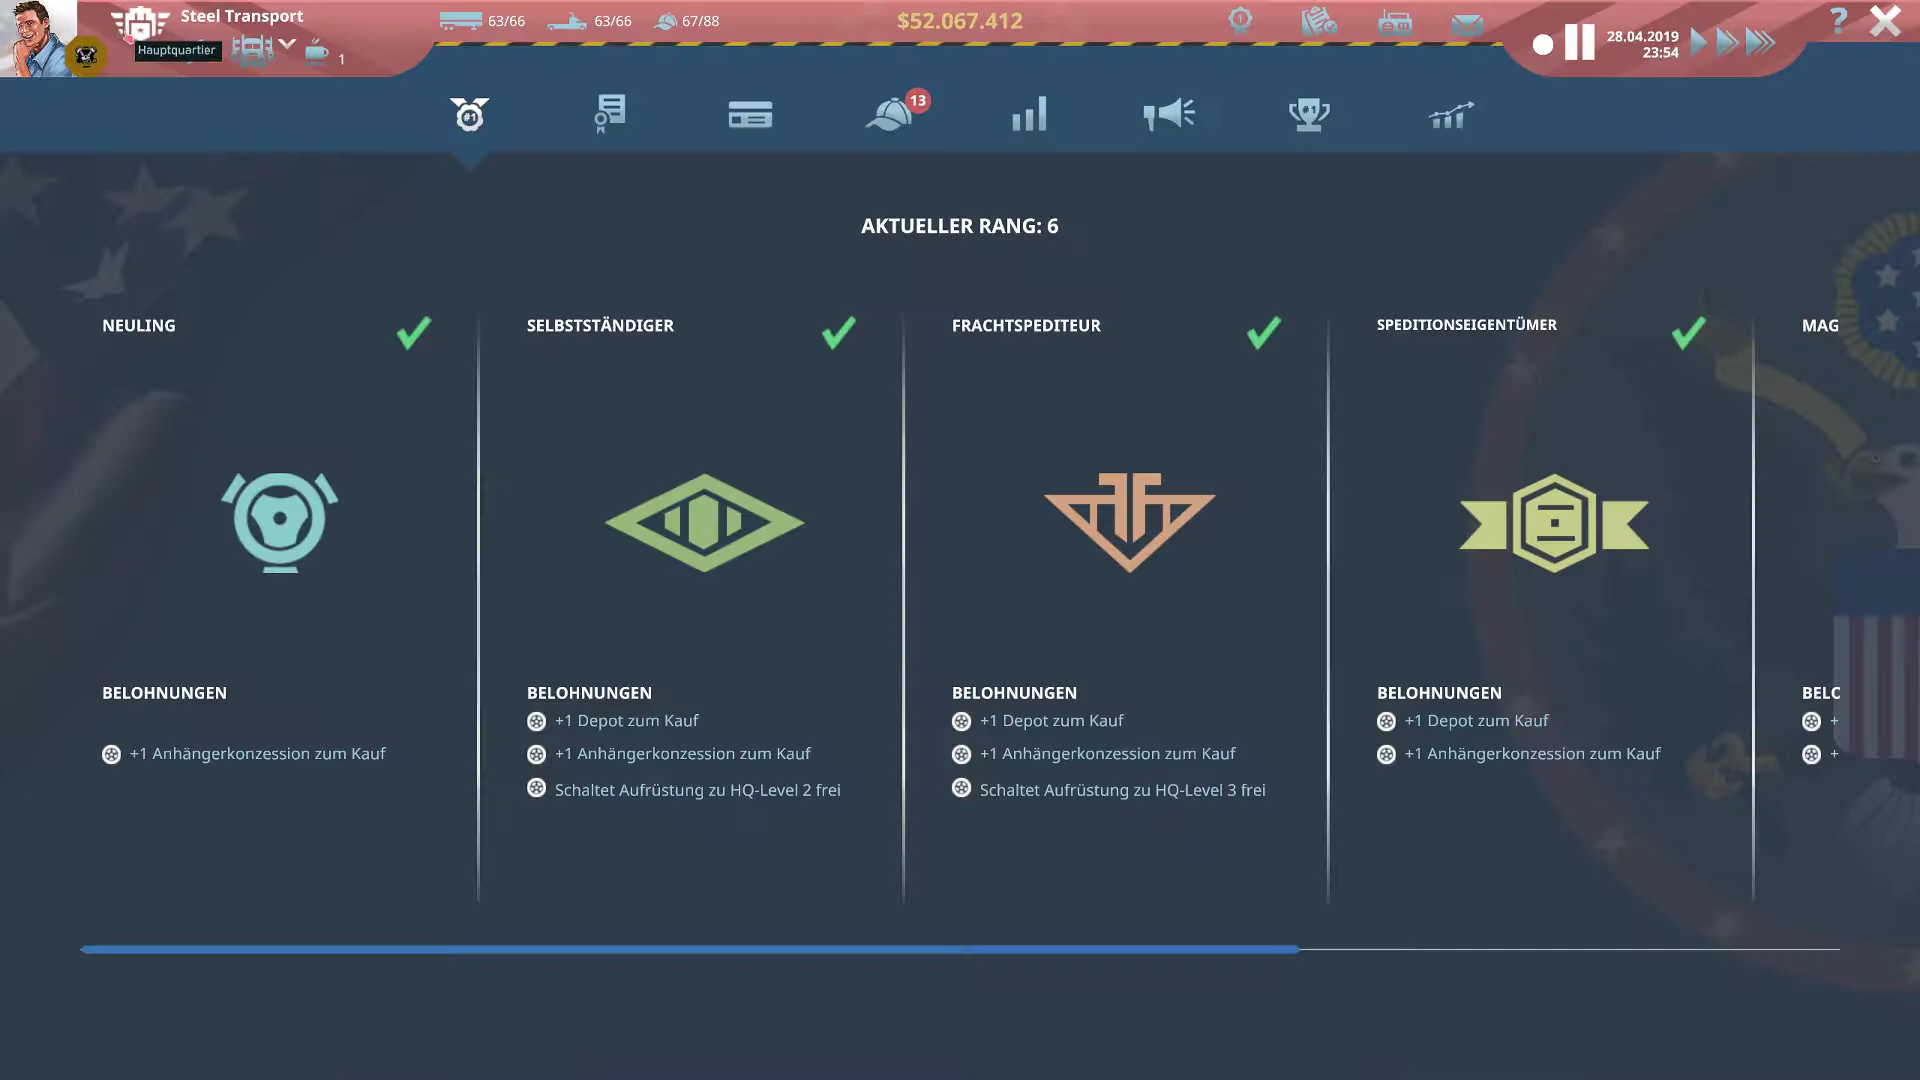 Steel Transport
63/66
63/66
67/88
$52.067.412
28.04.2019
23:54
?
Hauptquartier
1
#1
13
#1
AKTUELLER RANG: 6
NEULING
SELBSTSTÄNDIGER
FRACHTSPEDITEUR
SPEDITIONSEIGENTÜMER
MAG
BELOHNUNGEN
+1 Anhängerkonzession zum Kauf
BELOHNUNGEN
+1 Depot zum Kauf
+1 Anhängerkonzession zum Kauf
Schaltet Aufrüstung zu HQ-Level 2 frei
BELOHNUNGEN
+1 Depot zum Kauf
+1 Anhängerkonzession zum Kauf
Schaltet Aufrüstung zu HQ-Level 3 frei
BELOHNUNGEN
+1 Depot zum Kauf
+1 Anhängerkonzession zum Kauf
BELO
+
+